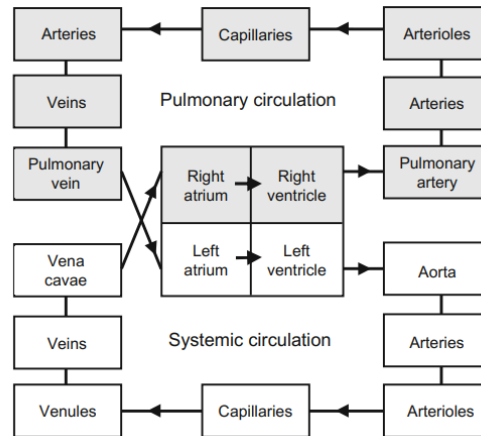 Arteries
Capillaries
Arterioles
Veins
Pulmonary circulation
Arteries
Pulmonary
vein
Right
atrium
Right
ventricle
Pulmonary
artery
Vena
cavae
Left
atrium
Left
ventricle
Aorta
Veins
Systemic circulation
Arteries
Venules
Capillaries
Arterioles